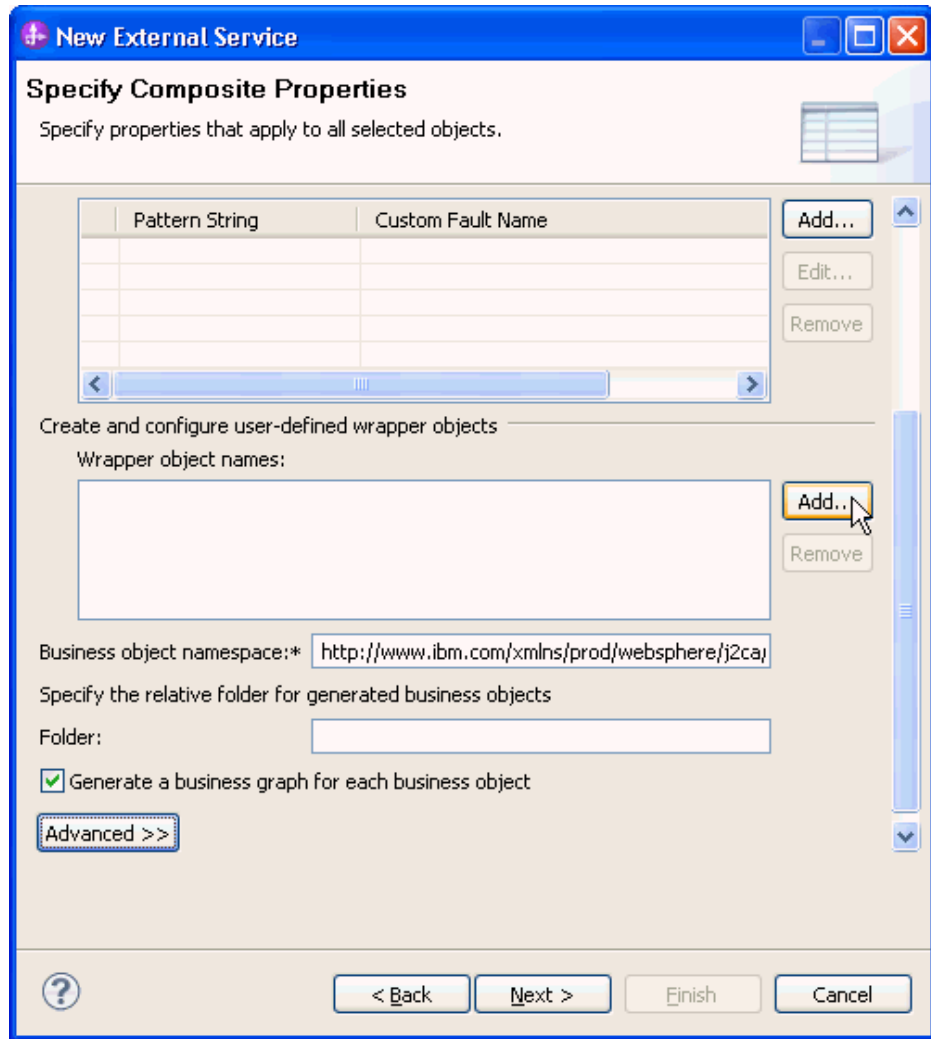 New External Service
Specify Composite Properties
Specify properties that apply to all selected objects.
Pattern String Custom Fault Name
Add...
Edit...
Remove
Create and configure user-defined wrapper objects
Wrapper object names:
Add...
Remove
Business object namespace:* http://www.ibm.com/xmlns/prod/websphere/j2ca/
Specify the relative folder for generated business objects
Folder:
Generate a business graph for each business object
Advanced >>
?
< Back Next > Finish Cancel